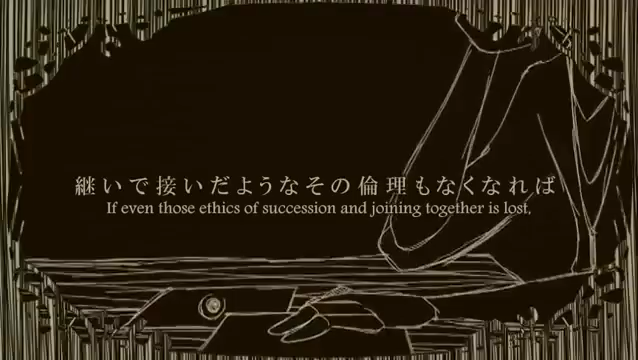 継いで接いだようなその倫理もなくなれば
If even those ethics of succession and joining together is lost,